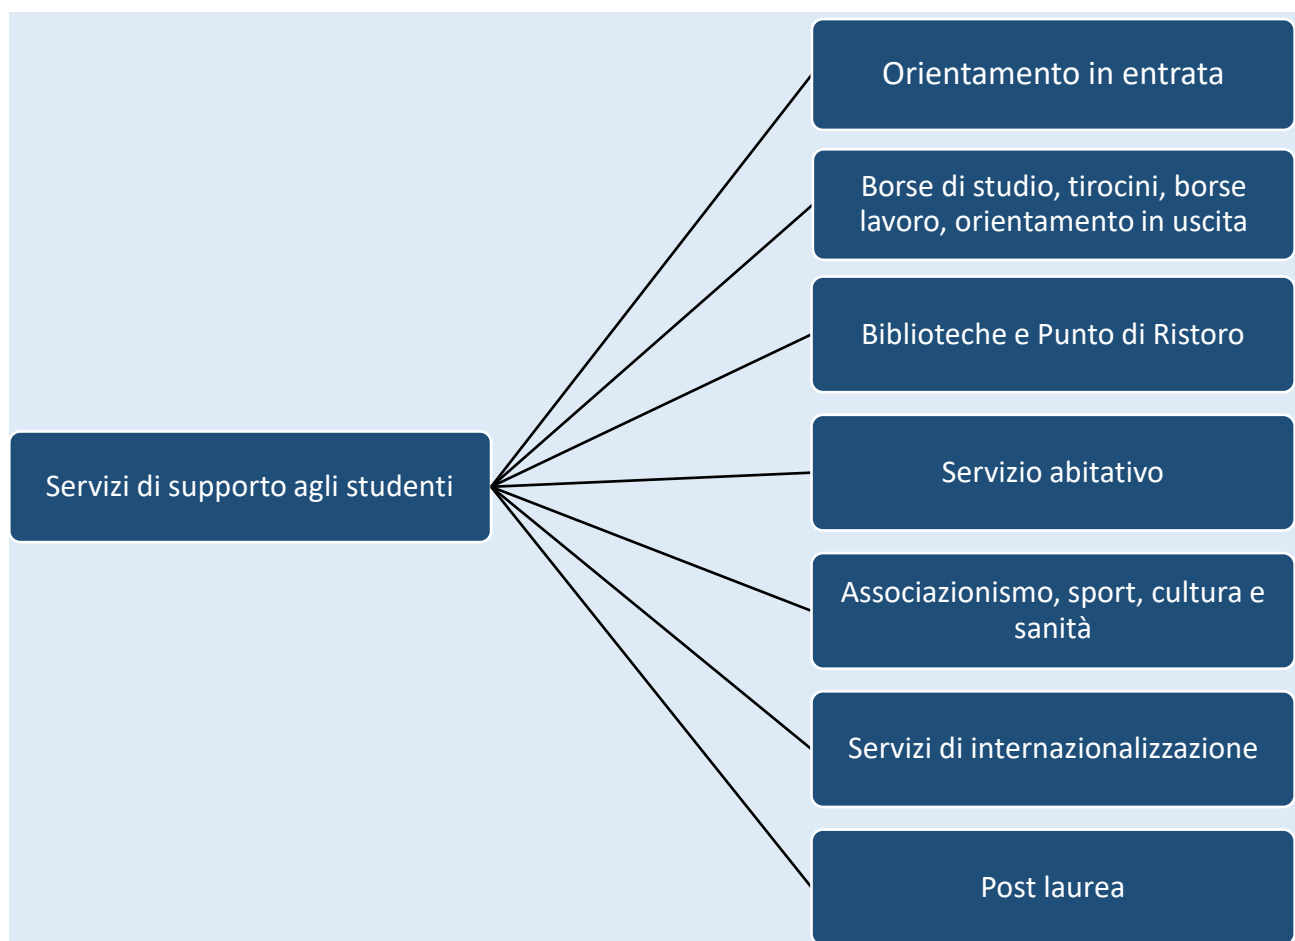 Servizi di supporto agli studenti
Orientamento in entrata
Borse di studio, tirocini, borse
lavoro, orientamento in uscita
Biblioteche e Punto di Ristoro
Servizio abitativo
Associazionismo, sport, cultura e
sanità
Servizi di internazionalizzazione
Post laurea